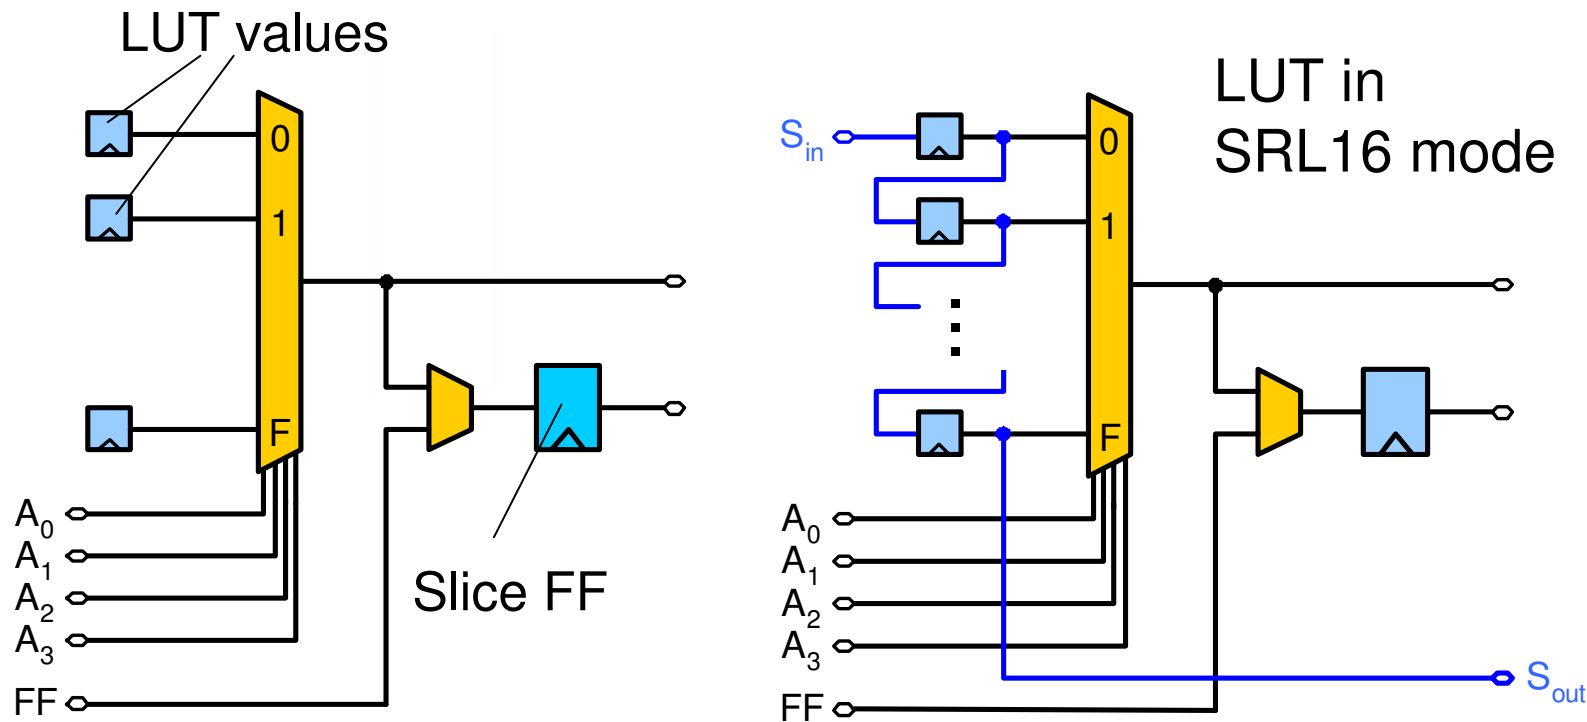 LUT values
0
1
F
A0
A1
A2
A3
FF
Slice FF
LUT in
SRL16 mode
Sin
0
1
F
A0
A1
A2
A3
FF
Sout